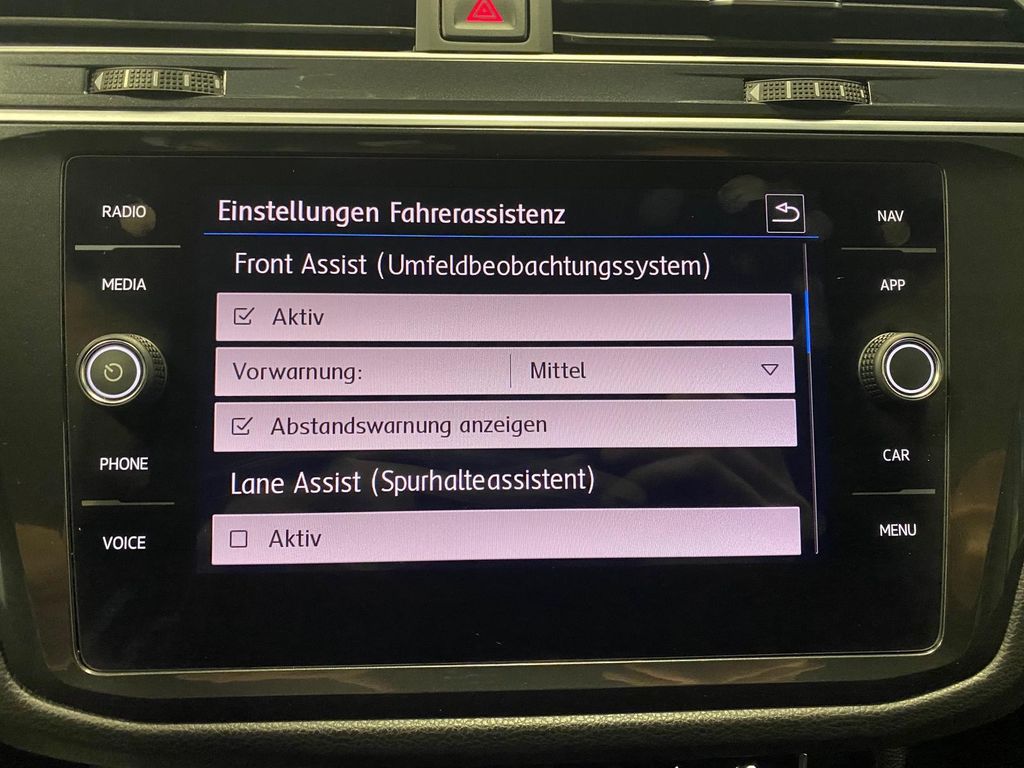 RADIO
MEDIA
PHONE
VOICE
Einstellungen Fahrerassistenz
Front Assist (Umfeldbeobachtungssystem)
Aktiv
Vorwarnung: Mittel
Abstandswarnung anzeigen
Lane Assist (Spurhalteassistent)
Aktiv
NAV
APP
CAR
MENU